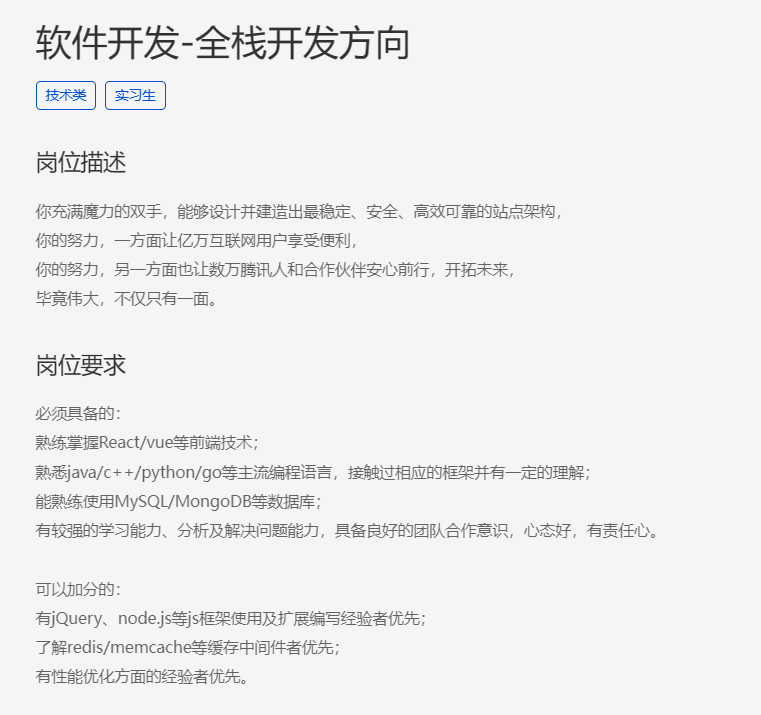 软件开发-全栈开发方向
技术类 实习生
岗位描述
你充满魔力的双手，能够设计并建造出最稳定、安全、高效可靠的站点架构，
你的努力，一方面让亿万互联网用户享受便利，
你的努力，另一方面也让数万腾讯人和合作伙伴安心前行，开拓未来，
毕竟伟大，不仅只有一面。
岗位要求
必须具备的：
熟练掌握React/vue等前端技术；
熟悉java/c++/python/go等主流编程语言，接触过相应的框架并有一定的理解；
能熟练使用MySQL/MongoDB等数据库；
有较强的学习能力、分析及解决问题能力，具备良好的团队合作意识，心态好，有责任心。
可以加分的：
有jQuery、node.js等js框架使用及扩展编写经验者优先；
了解redis/memcache等缓存中间件者优先；
有性能优化方面的经验者优先。